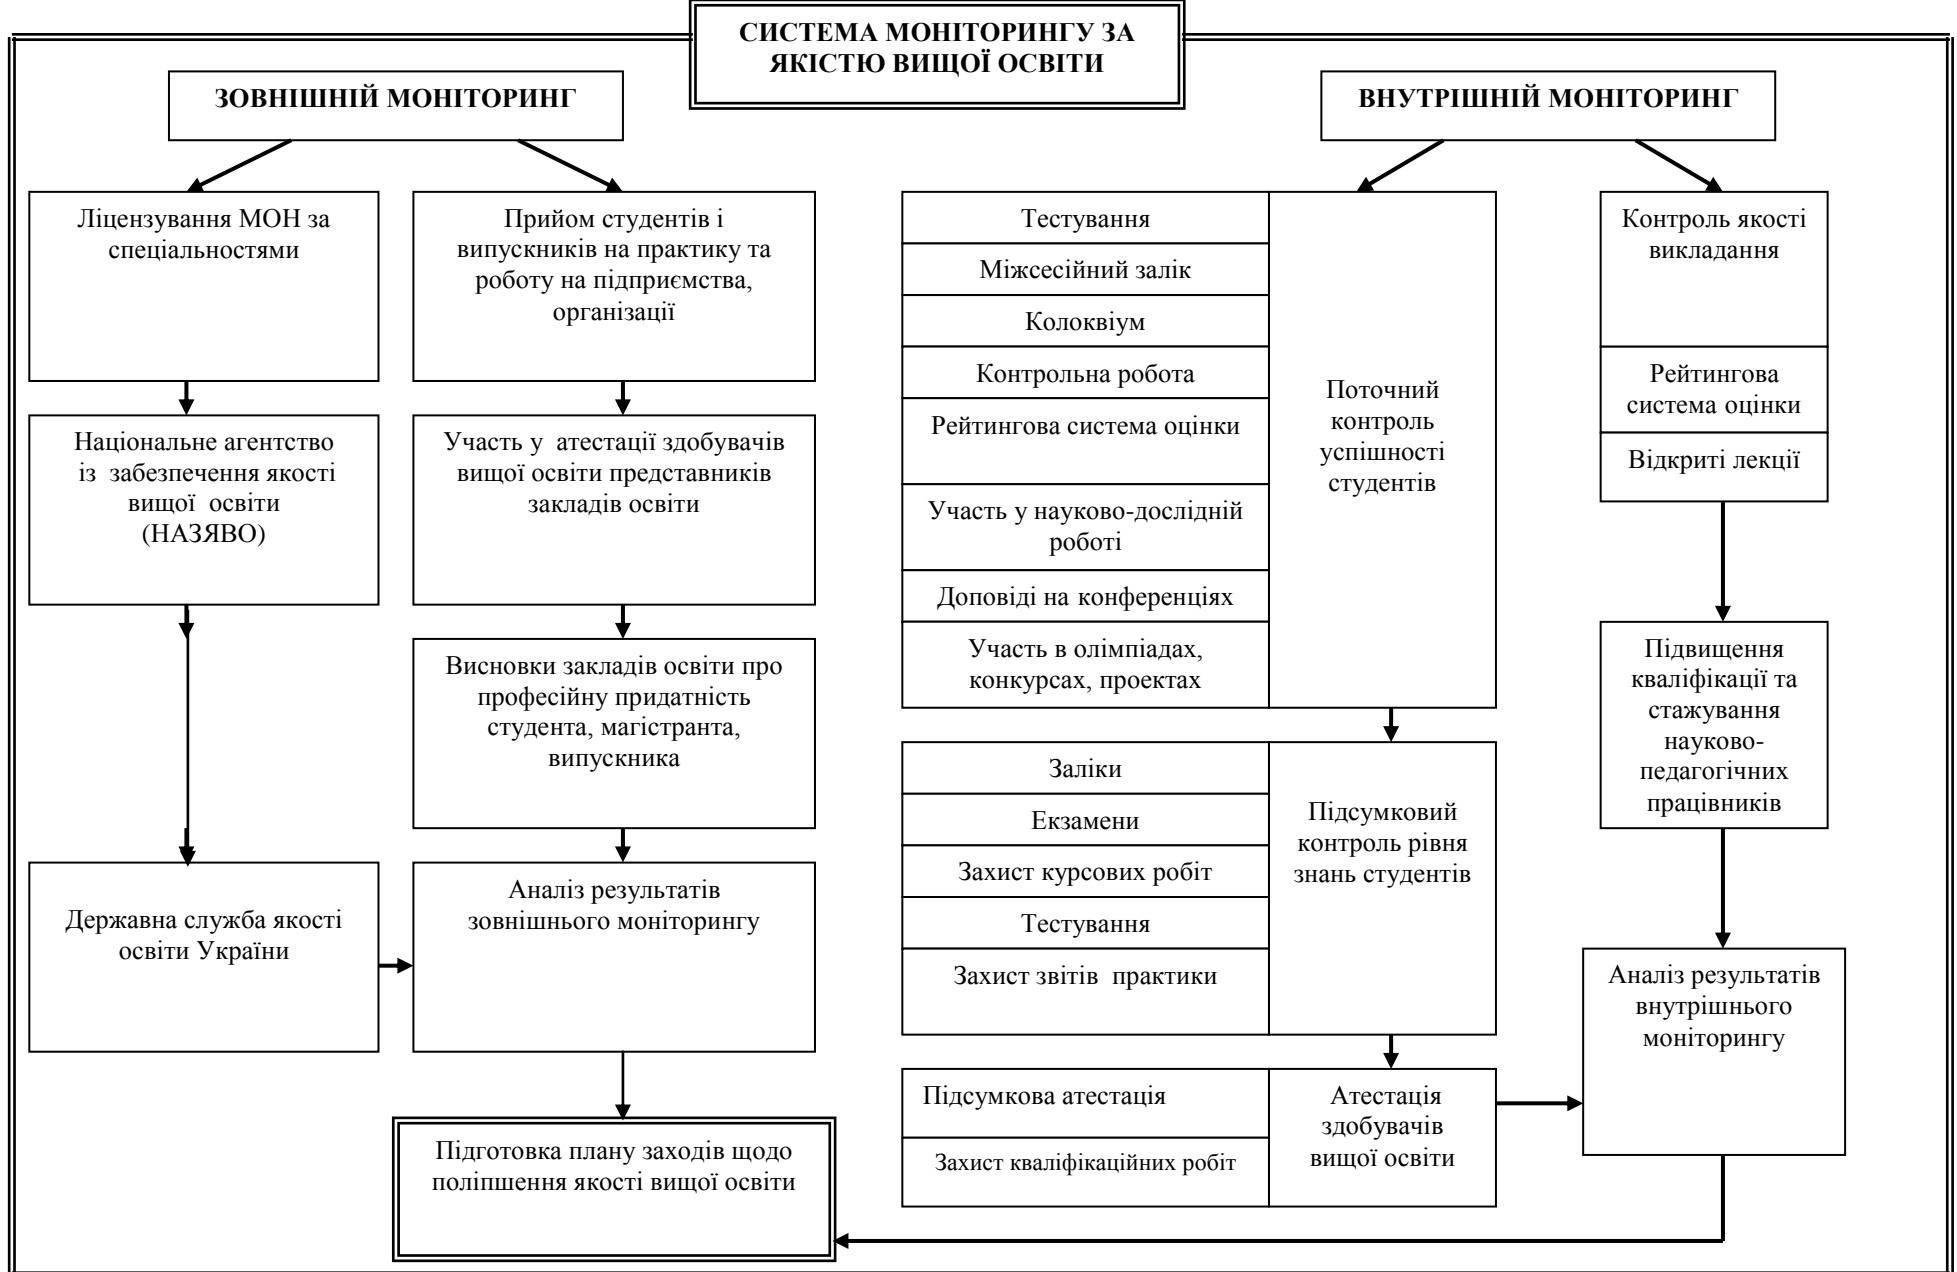 СИСТЕМА МОНІТОРИНГУ ЗА
ЯКІСТЮ ВИЩОЇ ОСВІТИ
ЗОВНІШНІЙ МОНІТОРИНГ
Ліцензування МОН за
спеціальностями
Національне агентство
із забезпечення якості
вищої освіти
(НАЗЯВО)
Державна служба якості
освіти України
Прийом студентів і
випускників на практику та
роботу на підприємства,
організації
Участь у атестації здобувачів
вищої освіти представників
закладів освіти
Висновки закладів освіти про
професійну придатність
студента, магістранта,
випускника
Аналіз результатів
зовнішнього моніторингу
Підготовка плану заходів щодо
поліпшення якості вищої освіти
ВНУТРІШНІЙ МОНІТОРИНГ
Тестування
Міжсесійний залік
Колоквіум
Контрольна робота
Рейтингова система оцінки
Участь у науково-дослідній
роботі
Доповіді на конференціях
Участь в олімпіадах,
конкурсах, проектах
Поточний
контроль
успішності
студентів
Заліки
Екзамени
Захист курсових робіт
Тестування
Захист звітів практики
Підсумковий
контроль рівня
знань студентів
Підсумкова атестація
Захист кваліфікаційних робіт
Атестація
здобувачів
вищої освіти
Контроль якості
викладання
Рейтингова
система оцінки
Відкриті лекції
Підвищення
кваліфікації та
стажування
науково-
педагогічних
працівників
Аналіз результатів
внутрішнього
моніторингу